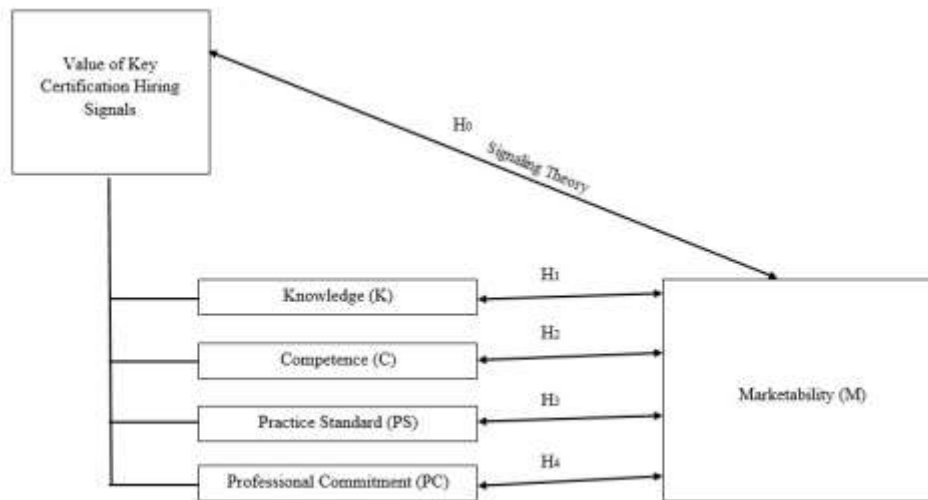 Value of Key
Certification Hiring
Signals
H0
Signaling Theory
H1
Knowledge (K)
H2
Competence (C)
Marketability (M)
H3
Practice Standard (PS)
H4
Professional Commitment (PC)